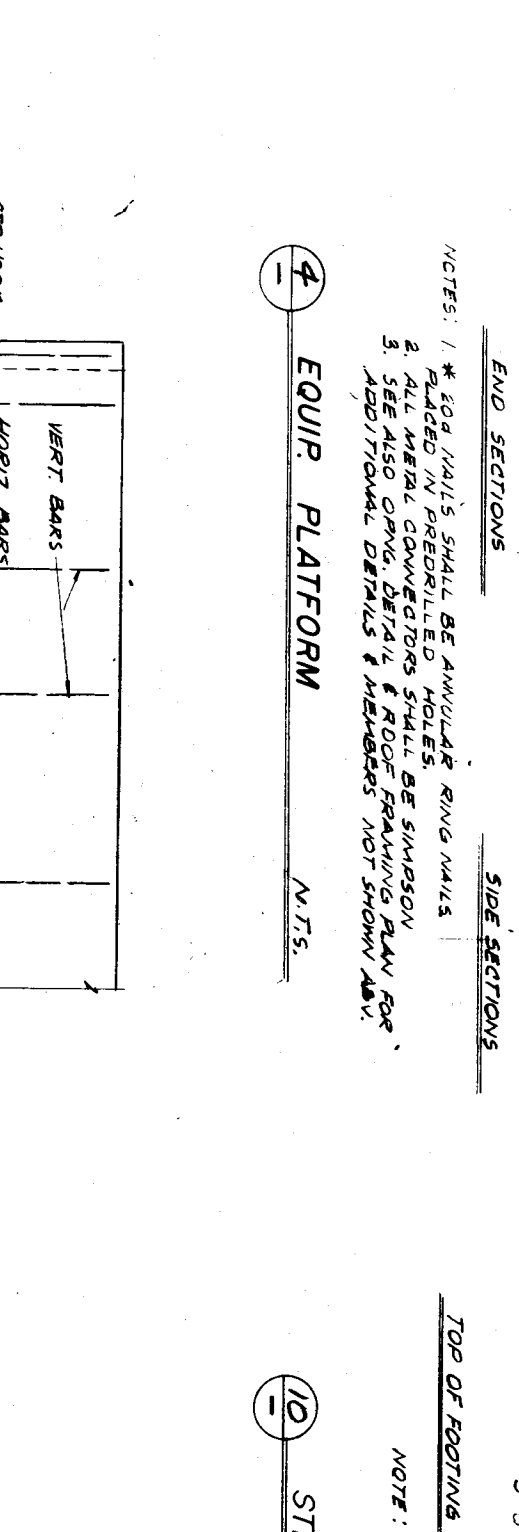 END SECTIONS
SIDE SECTIONS
NOTES: 1. * 20d NAILS SHALL BE ANNULAR RING NAILS
PLACED IN PREDRILLED HOLES.
2. ALL METAL CONNECTORS SHALL BE SIMPSON
3. SEE ALSO OPNG. DETAIL & ROOF FRAMING PLAN FOR
ADDITIONAL DETAILS & MEMBERS NOT SHOWN ABV.
4
-
EQUIP. PLATFORM
N.T.S.
VERT. BARS
HORIZ. BARS
TOP OF FOOTING
NOTE:
10
-
ST